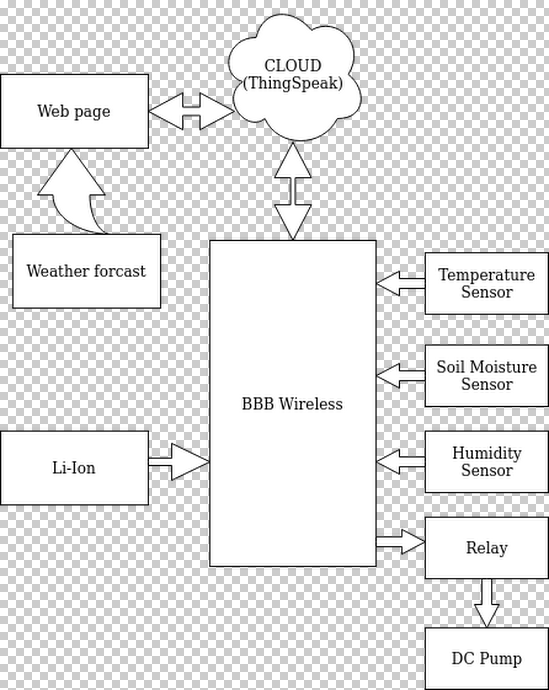 CLOUD
(ThingSpeak)
Web page
Weather forcast
Temperature
Sensor
Soil Moisture
Sensor
BBB Wireless
Humidity
Sensor
Li-Ion
Relay
DC Pump